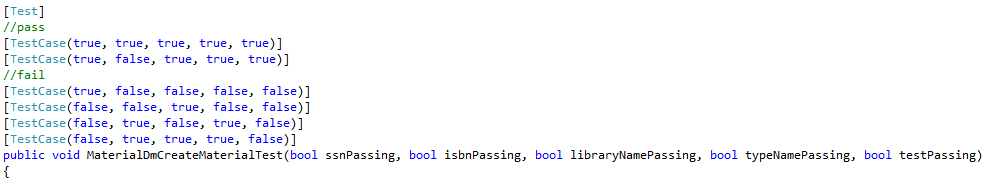 [Test]
//pass
[TestCase(true, true, true, true, true)]
[TestCase(true, false, true, true, true)]
//fail
[TestCase(true, false, false, false, false)]
[TestCase(false, false, true, false, false)]
[TestCase(false, true, false, true, false)]
[TestCase(false, true, true, true, false)]
public void MaterialDmCreateMaterialTest(bool ssnPassing, bool isbnPassing, bool libraryNamePassing, bool typeNamePassing, bool testPassing)
{